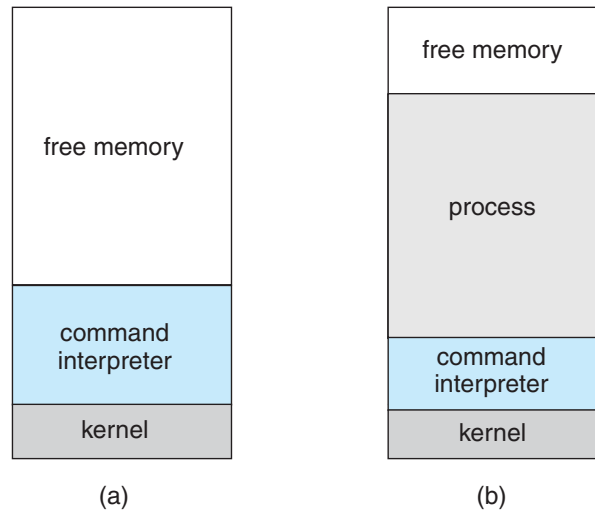 free memory
command
interpreter
kernel
(a)
free memory
process
command
interpreter
kernel
(b)